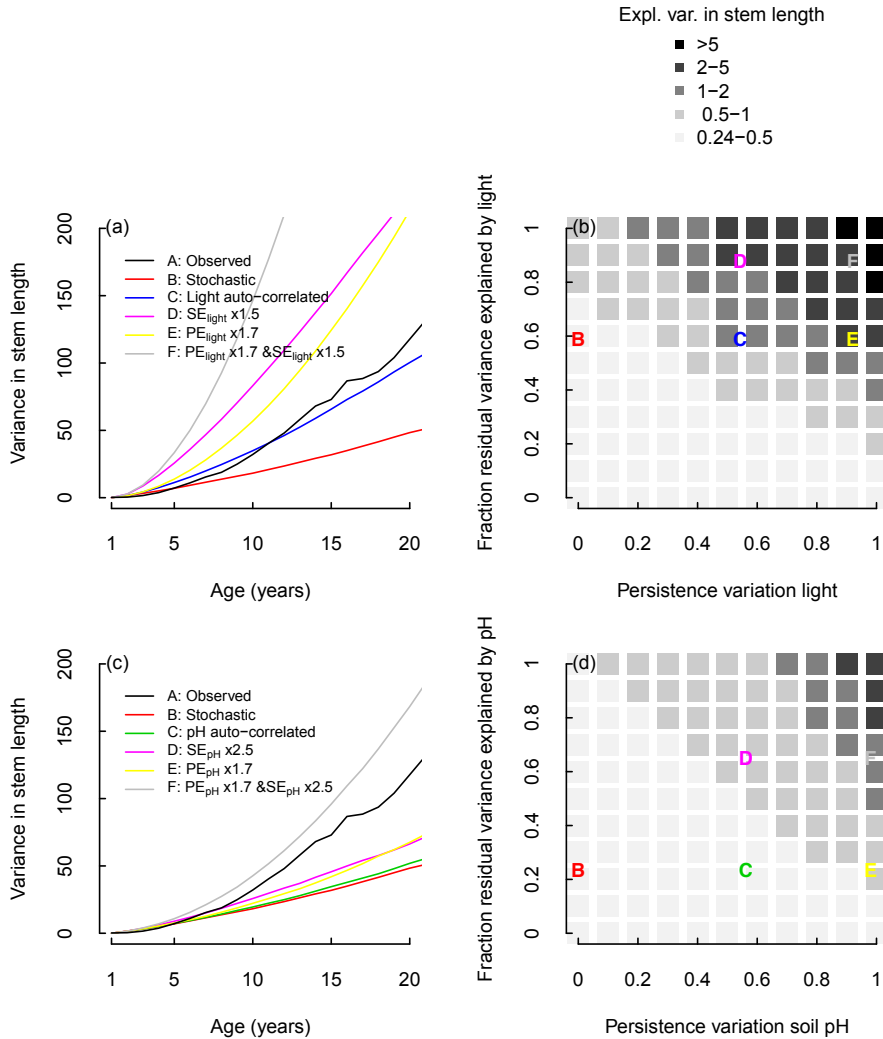 Expl. var. in stem length
>5
2−5
1−2
0.5−1
0.24−0.5
(a)
Variance in stem length
200
150
100
50
0
A: Observed
B: Stochastic
C: Light auto−correlated
D: SElight x1.5
E: PElight x1.7
F: PElight x1.7 &SElight x1.5
1 5 10 15 20
Age (years)
(b)
Fraction residual variance explained by light
1
0.8
0.6
0.4
0.2
0
D
F
B
C
E
0 0.2 0.4 0.6 0.8 1
Persistence variation light
(c)
Variance in stem length
200
150
100
50
0
A: Observed
B: Stochastic
C: pH auto−correlated
D: SEpH x2.5
E: PEpH x1.7
F: PEpH x1.7 &SEpH x2.5
1 5 10 15 20
Age (years)
(d)
Fraction residual variance explained by pH
1
0.8
0.6
0.4
0.2
0
D
F
B
C
E
0 0.2 0.4 0.6 0.8 1
Persistence variation soil pH